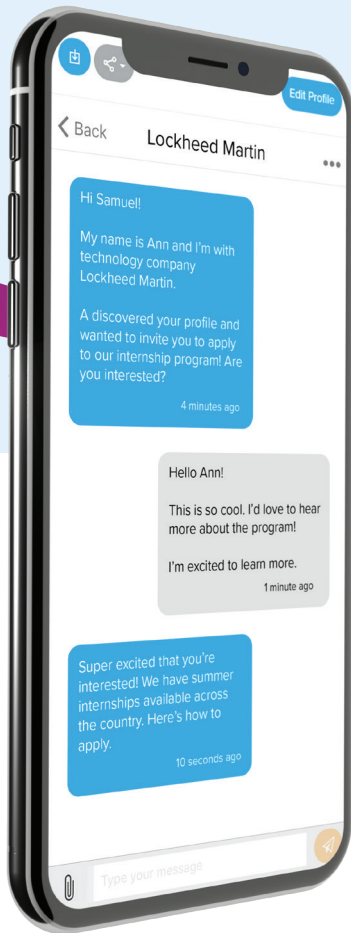 Edit Profile
Back
Lockheed Martin
Hi Samuel!
My name is Ann and I'm with
technology company
Lockheed Martin.
A discovered your profile and
wanted to invite you to apply
to our internship program! Are
you interested?
4 minutes ago
Hello Ann!
This is so cool. I'd love to hear
more about the program!
I'm excited to learn more.
1 minute ago
Super excited that you're
interested! We have summer
internships available across
the country. Here's how to
apply.
10 seconds ago
Type your message